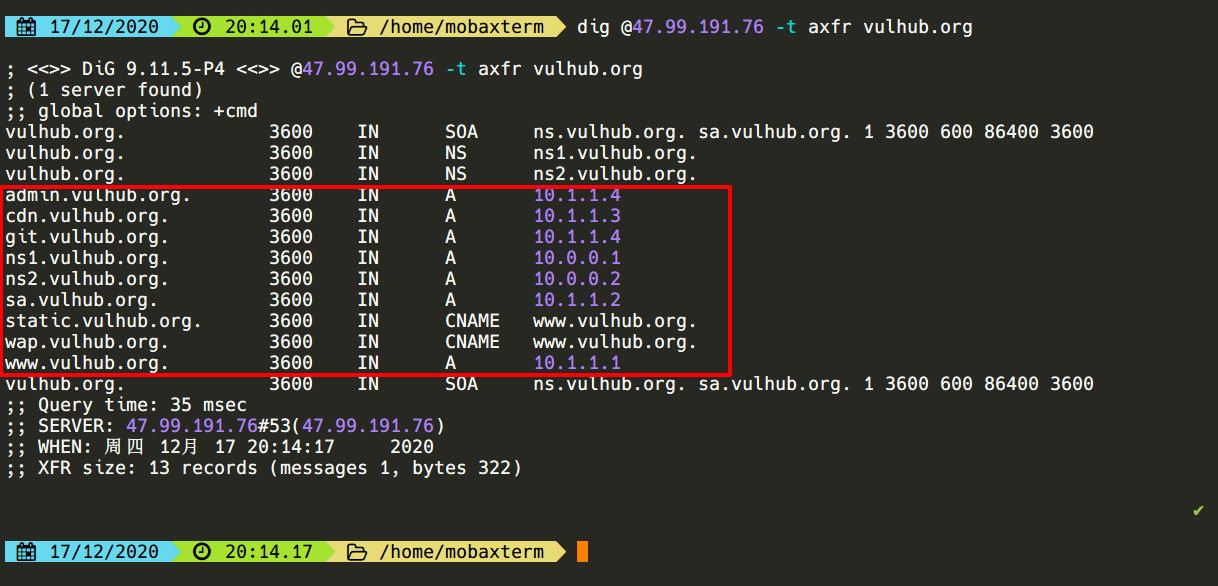 17/12/2020 20:14.01 /home/mobaxterm dig @47.99.191.76 -t axfr vulhub.org
; <<>> DiG 9.11.5-P4 <<>> @47.99.191.76 -t axfr vulhub.org
; (1 server found)
;; global options: +cmd
vulhub.org. 3600 IN SOA ns.vulhub.org. sa.vulhub.org. 1 3600 600 86400 3600
vulhub.org. 3600 IN NS ns1.vulhub.org.
vulhub.org. 3600 IN NS ns2.vulhub.org.
admin.vulhub.org. 3600 IN A 10.1.1.4
cdn.vulhub.org. 3600 IN A 10.1.1.3
git.vulhub.org. 3600 IN A 10.1.1.4
ns1.vulhub.org. 3600 IN A 10.0.0.1
ns2.vulhub.org. 3600 IN A 10.0.0.2
sa.vulhub.org. 3600 IN A 10.1.1.2
static.vulhub.org. 3600 IN CNAME www.vulhub.org.
wap.vulhub.org. 3600 IN CNAME www.vulhub.org.
www.vulhub.org. 3600 IN A 10.1.1.1
vulhub.org. 3600 IN SOA ns.vulhub.org. sa.vulhub.org. 1 3600 600 86400 3600
;; Query time: 35 msec
;; SERVER: 47.99.191.76#53(47.99.191.76)
;; WHEN: 周四 12月 17 20:14:17 2020
;; XFR size: 13 records (messages 1, bytes 322)
17/12/2020 20:14.17 /home/mobaxterm